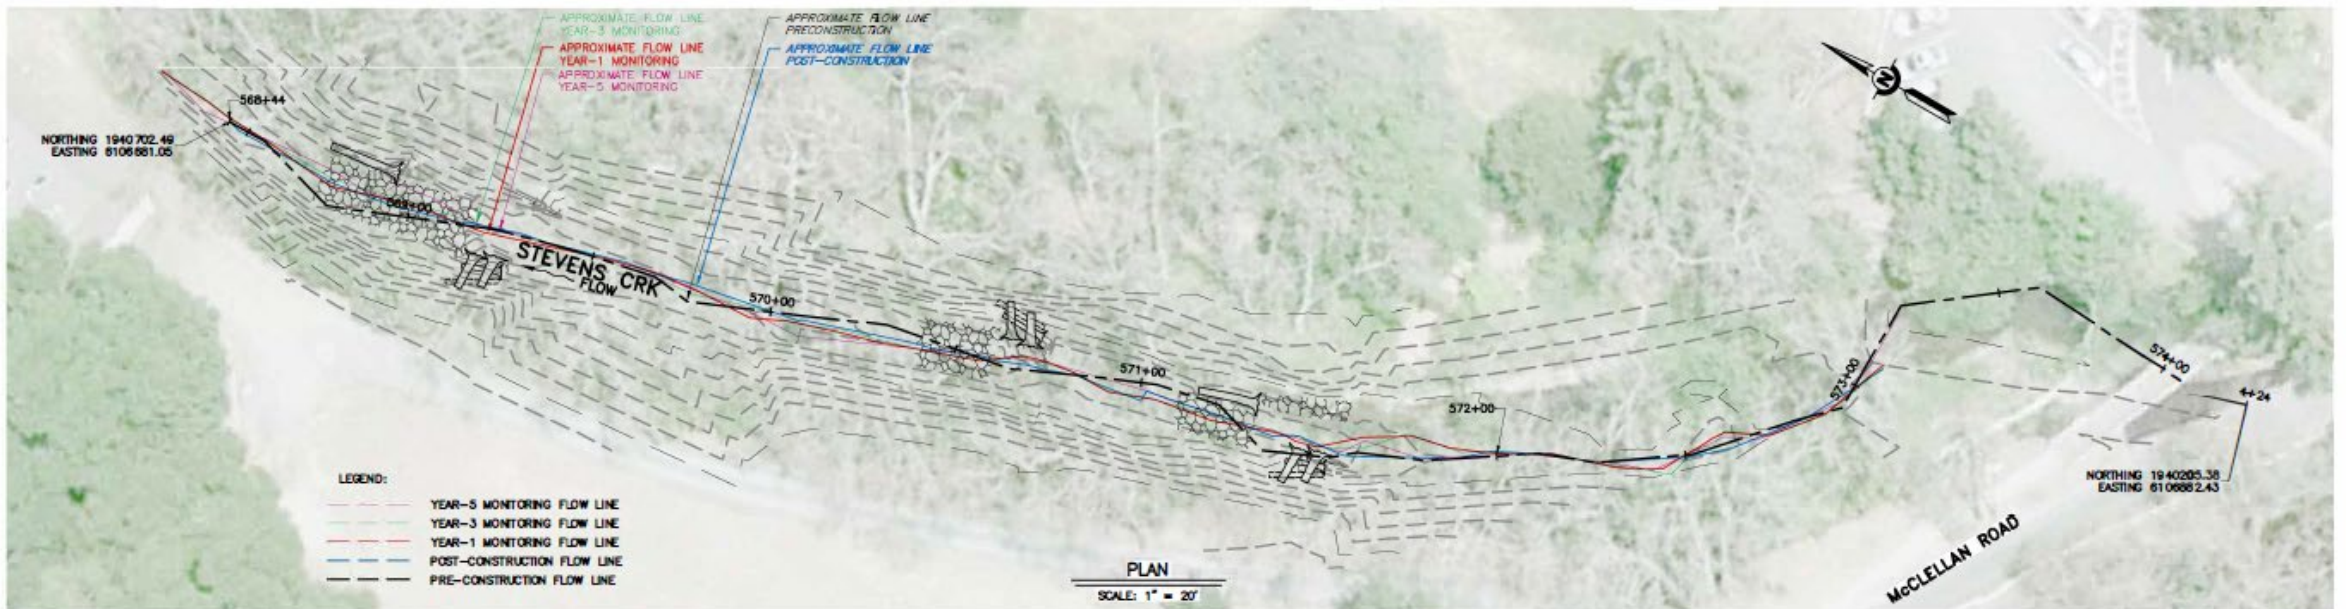 APPROXIMATE FLOW LINE
YEAR-3 MONITORING
APPROXIMATE FLOW LINE
YEAR-1 MONITORING
APPROXIMATE FLOW LINE
YEAR-5 MONITORING
APPROXIMATE FLOW LINE
PRECONSTRUCTION
APPROXIMATE FLOW LINE
POST-CONSTRUCTION
N
568+44
NORTHING 1940702.49
EASTING 6106681.05
569+00
STEVENS CRK
FLOW
570+00
571+00
572+00
573+00
574+00
4+24
NORTHING 1940205.38
EASTING 6106882.43
McCLELLAN ROAD
LEGEND:
YEAR-5 MONITORING FLOW LINE
YEAR-3 MONITORING FLOW LINE
YEAR-1 MONITORING FLOW LINE
POST-CONSTRUCTION FLOW LINE
PRE-CONSTRUCTION FLOW LINE
PLAN
SCALE: 1" = 20'